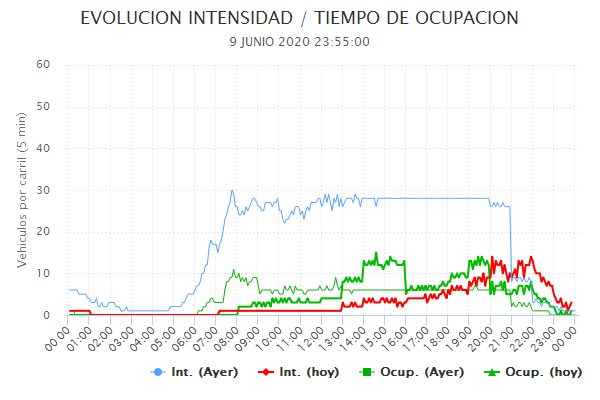 EVOLUCION INTENSIDAD / TIEMPO DE OCUPACION
9 JUNIO 2020 23:55:00
Vehiculos por carril (5 min)
60
50
40
30
20
10
0
00:00 01:00 02:00 03:00 04:00 05:00 06:00 07:00 08:00 09:00 10:00 11:00 12:00 13:00 14:00 15:00 16:00 17:00 18:00 19:00 20:00 21:00 22:00 23:00 00:00
Int. (Ayer) Int. (hoy) Ocup. (Ayer) Ocup. (hoy)